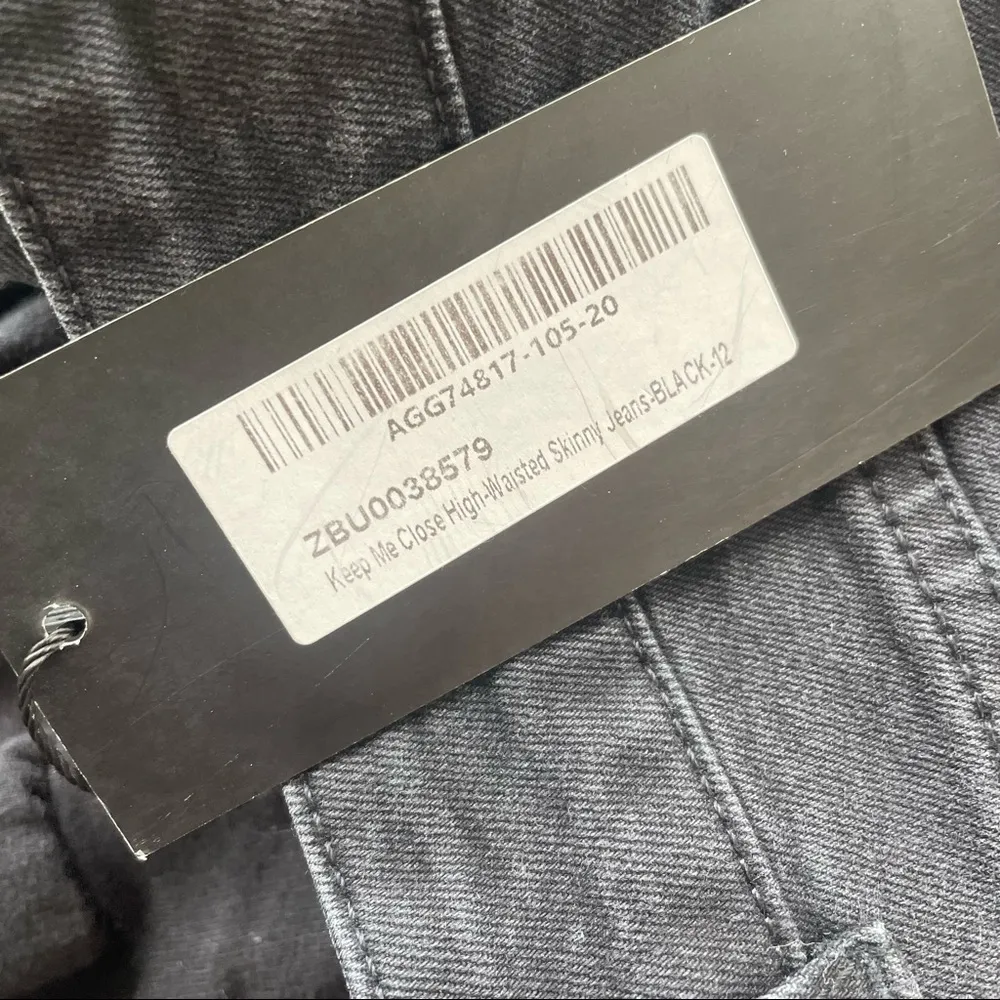 AGG74817-105-20
ZBU0038579
Keep Me Close High-Waisted Skinny Jeans-BLACK-12